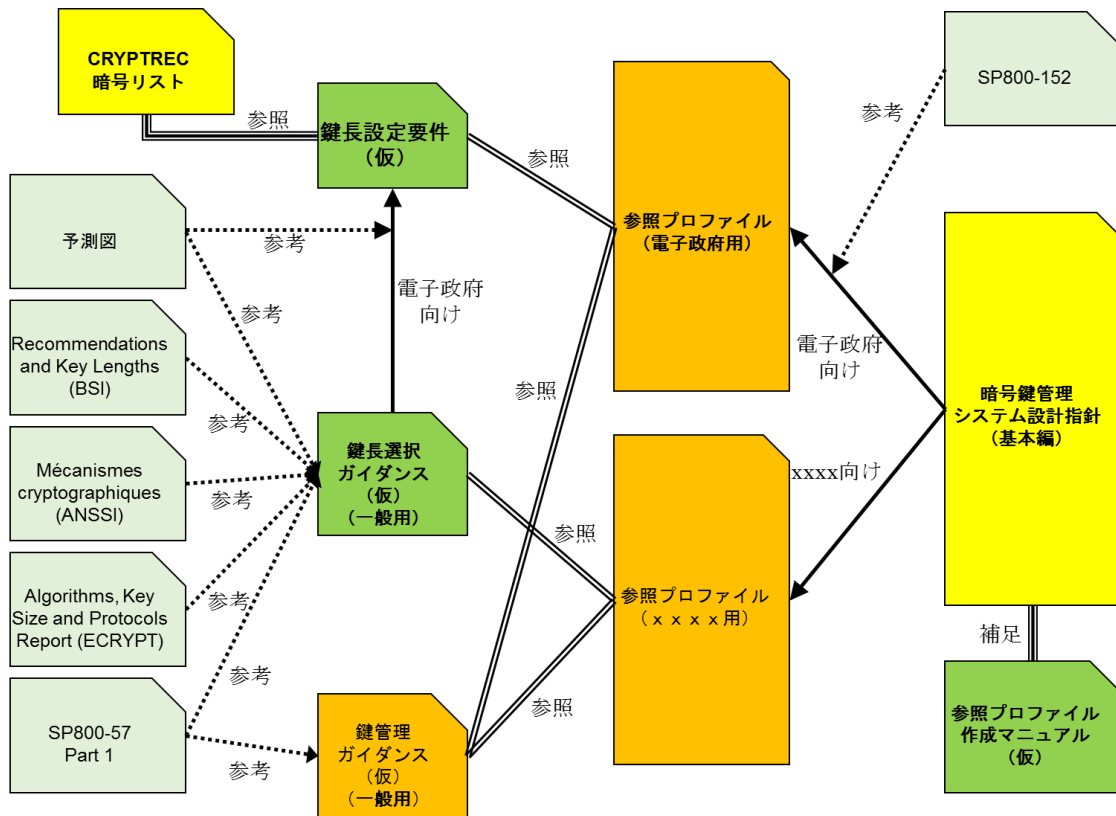 CRYPTREC
暗号リスト
参照
鍵長設定要件
（仮）
参照
参照プロファイル
（電子政府用）
参考
SP800-152
予測図
参考
参考
電子政府
向け
電子政府
向け
Recommendations
and Key Lengths
(BSI)
参考
参照
暗号鍵管理
システム設計指針
（基本編）
Mécanismes
cryptographiques
(ANSSI)
参考
鍵長選択
ガイダンス
（仮）
（一般用）
xxxx向け
参照
Algorithms, Key
Size and Protocols
Report (ECRYPT)
参考
参照プロファイル
（ｘｘｘｘ用）
補足
参考
SP800-57
Part 1
参考
鍵管理
ガイダンス
（仮）
（一般用）
参照
参照プロファイル
作成マニュアル
（仮）